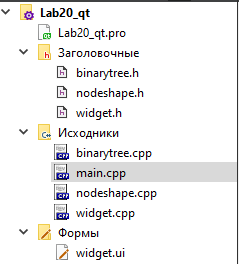 Lab20_qt
Lab20_qt.pro
Заголовочные
binarytree.h
nodeshape.h
widget.h
Исходники
binarytree.cpp
main.cpp
nodeshape.cpp
widget.cpp
Формы
widget.ui